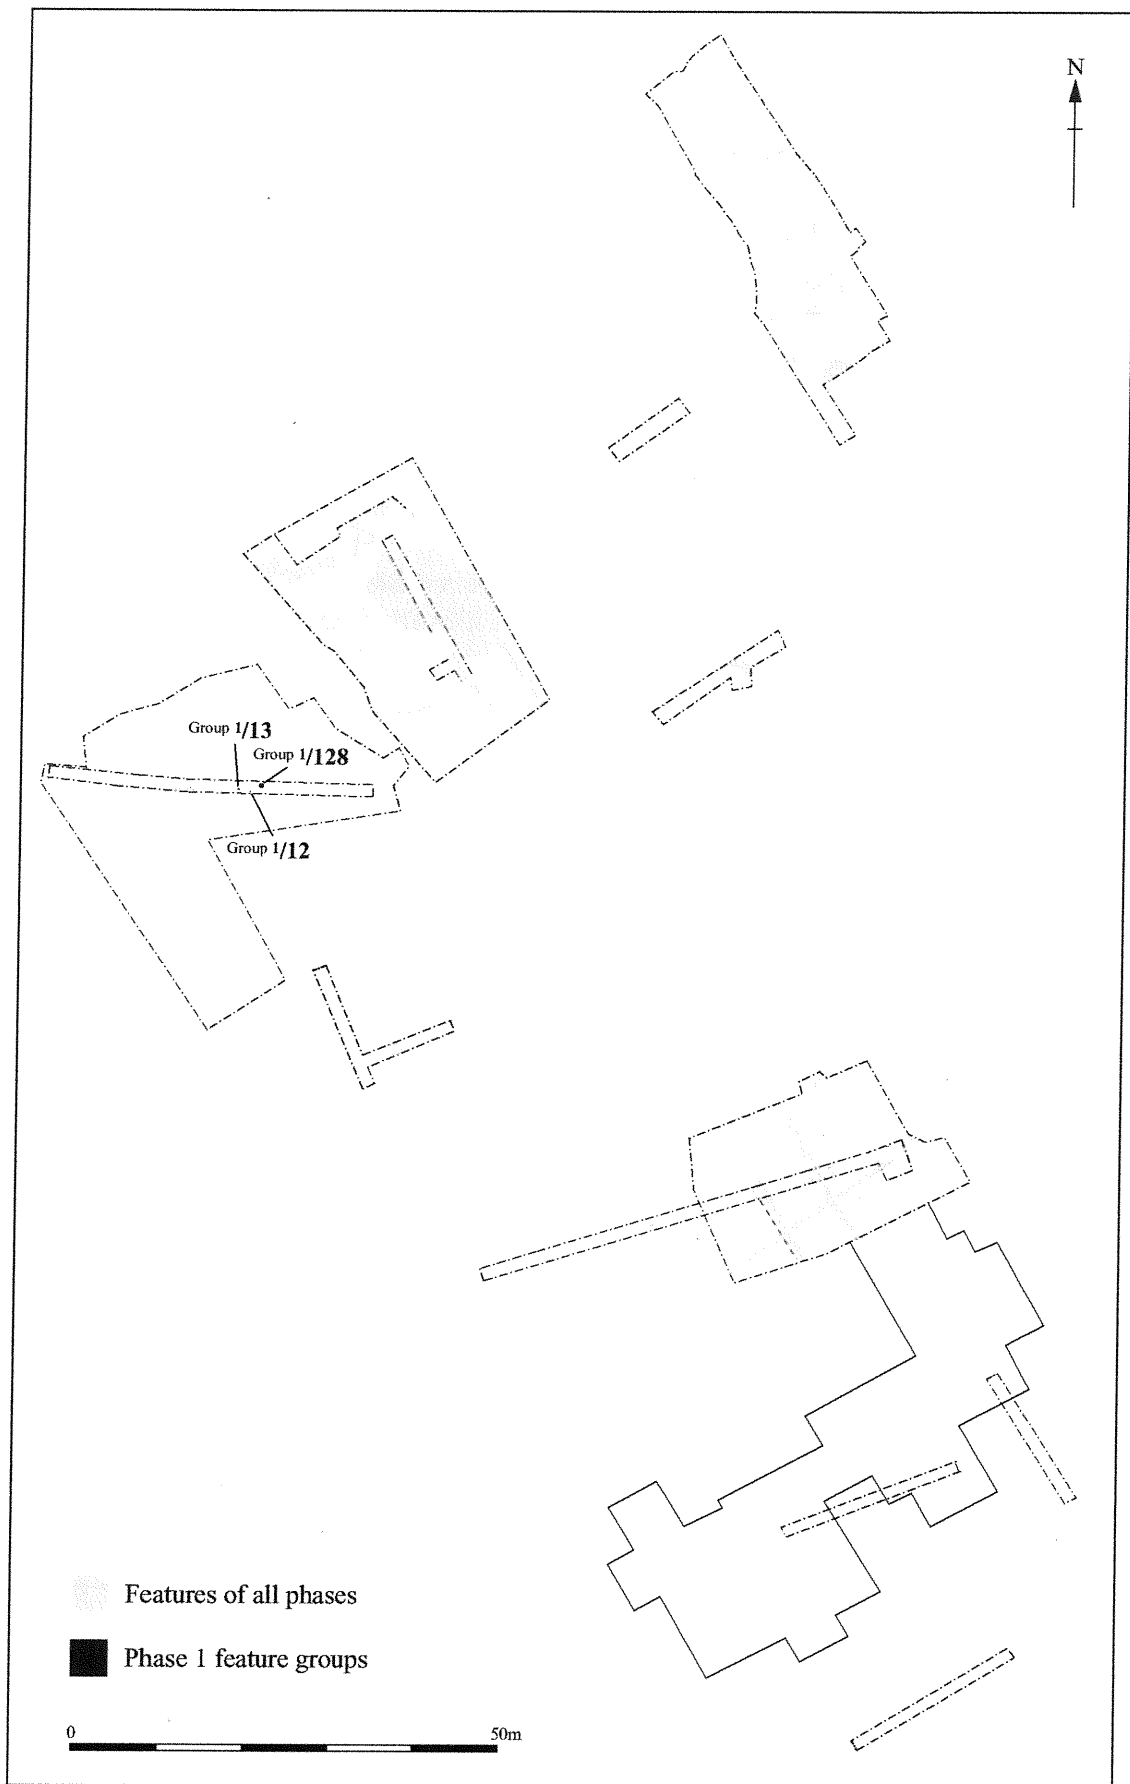 N
Group 1/13
Group 1/128
Group 1/12
Features of all phases
Phase 1 feature groups
0 50m